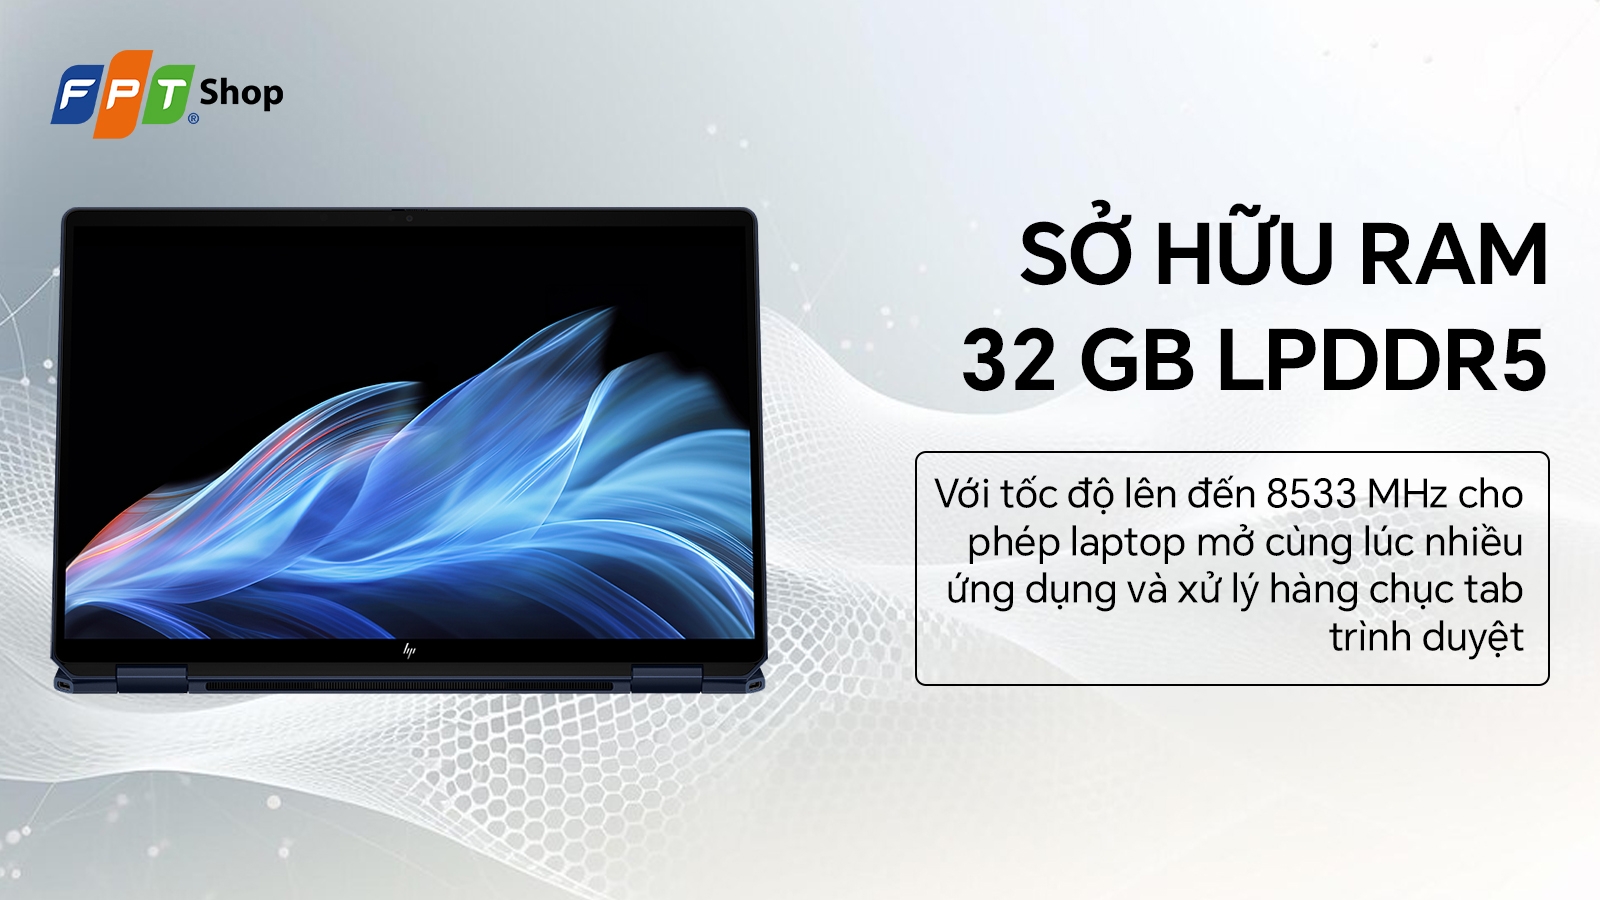 FPT® Shop
SỞ HỮU RAM
32 GB LPDDR5
Với tốc độ lên đến 8533 MHz cho
phép laptop mở cùng lúc nhiều
ứng dụng và xử lý hàng chục tab
trình duyệt
hp